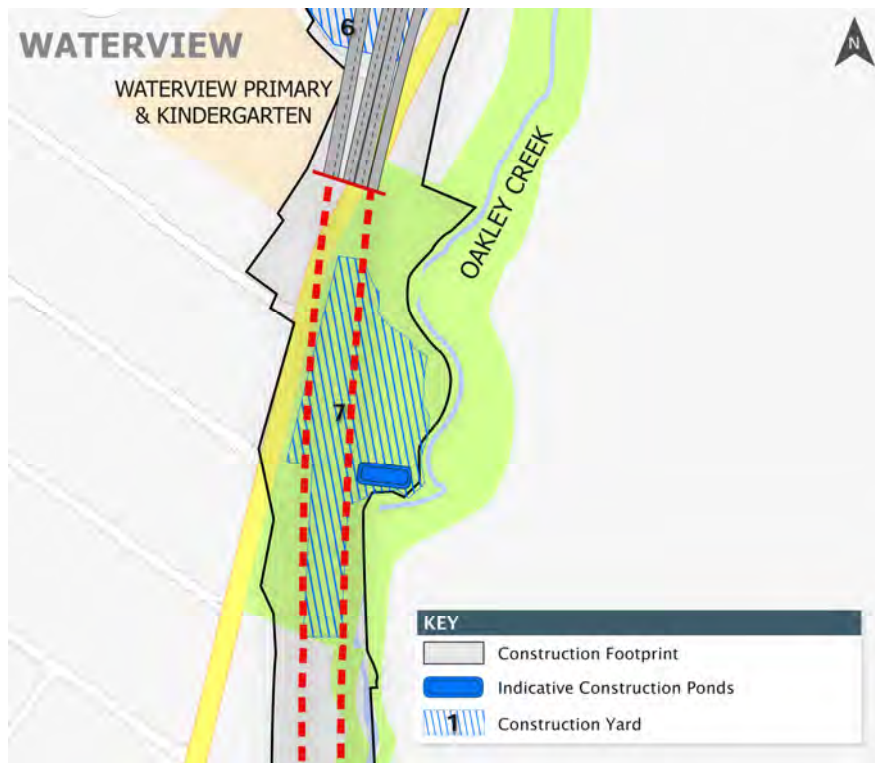 6
WATERVIEW
N
WATERVIEW PRIMARY
& KINDERGARTEN
OAKLEY CREEK
7
KEY
Construction Footprint
Indicative Construction Ponds
1 Construction Yard